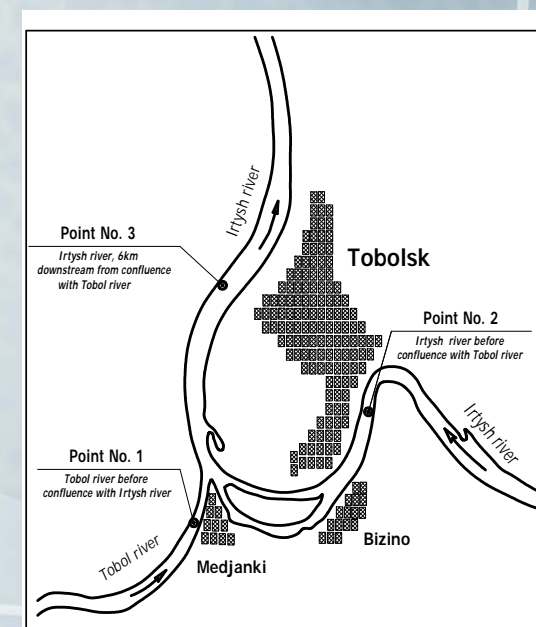 Irtysh river
Point No. 3
Irtysh river, 6km
downstream from confluence
with Tobol river
Tobolsk
Point No. 2
Irtysh river before
confluence with Tobol river
Irtysh river
Point No. 1
Tobol river before
confluence with Irtysh river
Tobol river
Medjanki
Bizino